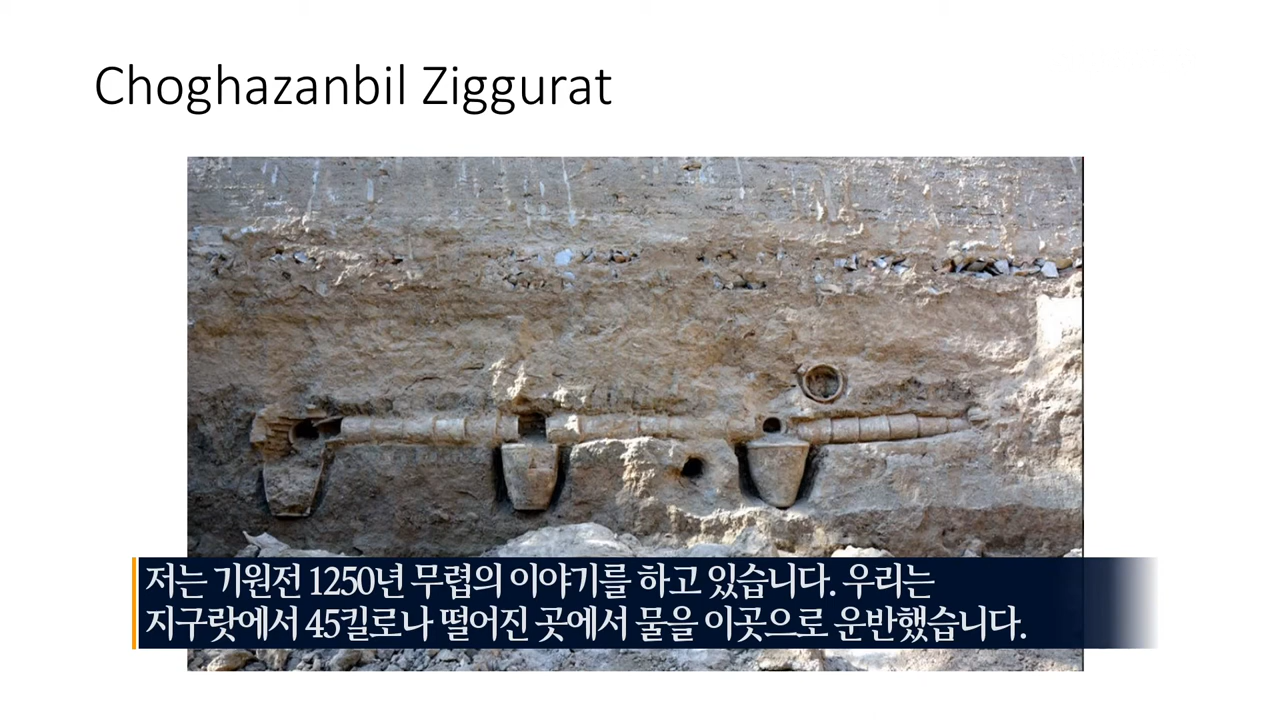 Choghazanbil Ziggurat
저는 기원전 1250년 무렵의 이야기를 하고 있습니다. 우리는
지구랏에서 45킬로나 떨어진 곳에서 물을 이곳으로 운반했습니다.